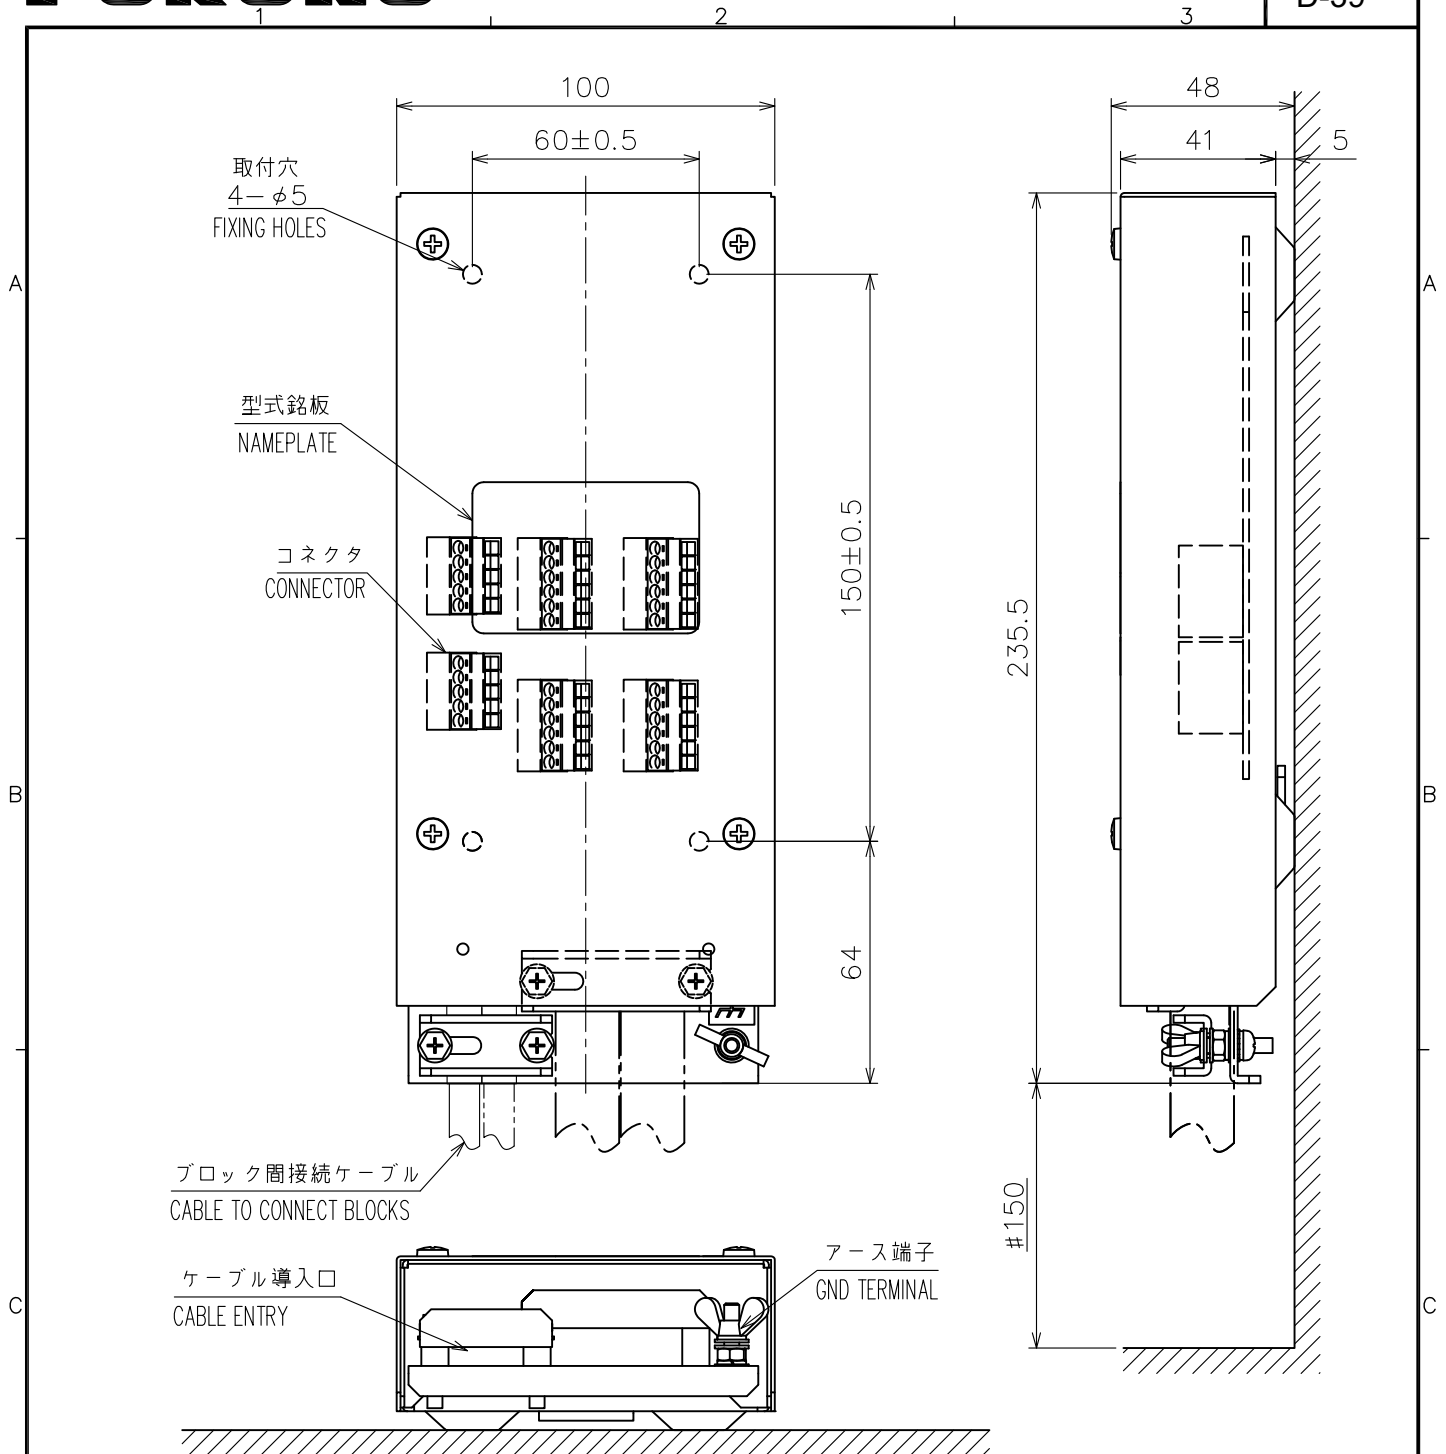 1
2
3
D-39
100
48
60±0.5
41
5
取付穴
4-φ5
FIXING HOLES
A
A
型式銘板
NAMEPLATE
150±0.5
コネクタ
CONNECTOR
235.5
B
B
64
ブロック間接続ケーブル
CABLE TO CONNECT BLOCKS
#150
アース端子
GND TERMINAL
ケーブル導入口
CABLE ENTRY
C
C